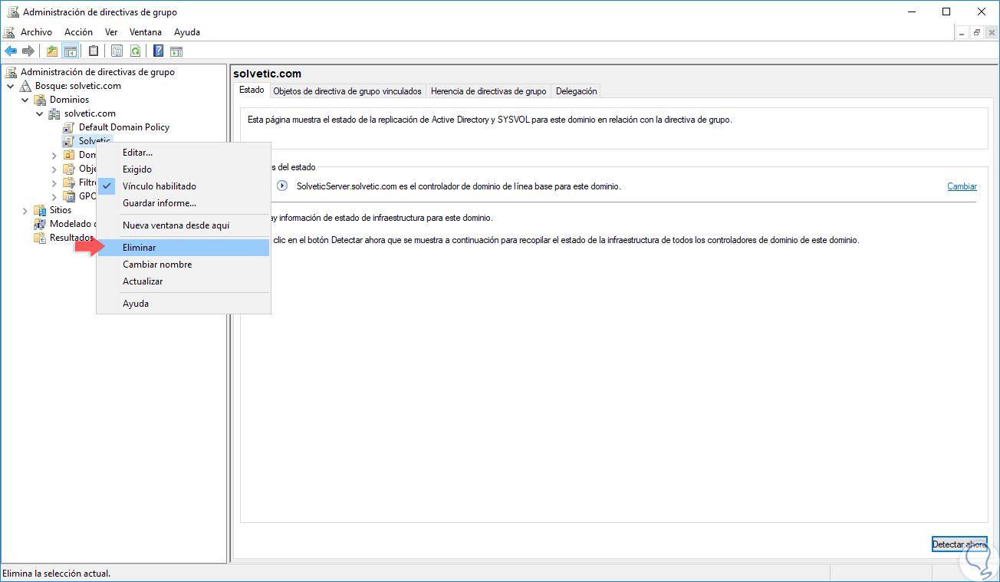 Administración de directivas de grupo
Archivo Acción Ver Ventana Ayuda
Administración de directivas de grupo
Bosque: solvetic.com
Dominios
solvetic.com
Default Domain Policy
Solvetic
Dom
Obje
Filtr
GPO
Sitios
Modelado
Resultados
Editar...
Exigido
Vínculo habilitado
Guardar informe...
Nueva ventana desde aquí
Eliminar
Cambiar nombre
Actualizar
Ayuda
solvetic.com
Estado Objetos de directiva de grupo vinculados Herencia de directivas de grupo Delegación
Esta página muestra el estado de la replicación de Active Directory y SYSVOL para este dominio en relación con la directiva de grupo.
s del estado
SolveticServer.solvetic.com es el controlador de dominio de línea base para este dominio. Cambiar
ay información de estado de infraestructura para este dominio.
clic en el botón Detectar ahora que se muestra a continuación para recopilar el estado de la infraestructura de todos los controladores de dominio de este dominio.
Detectar ahora
Elimina la selección actual.